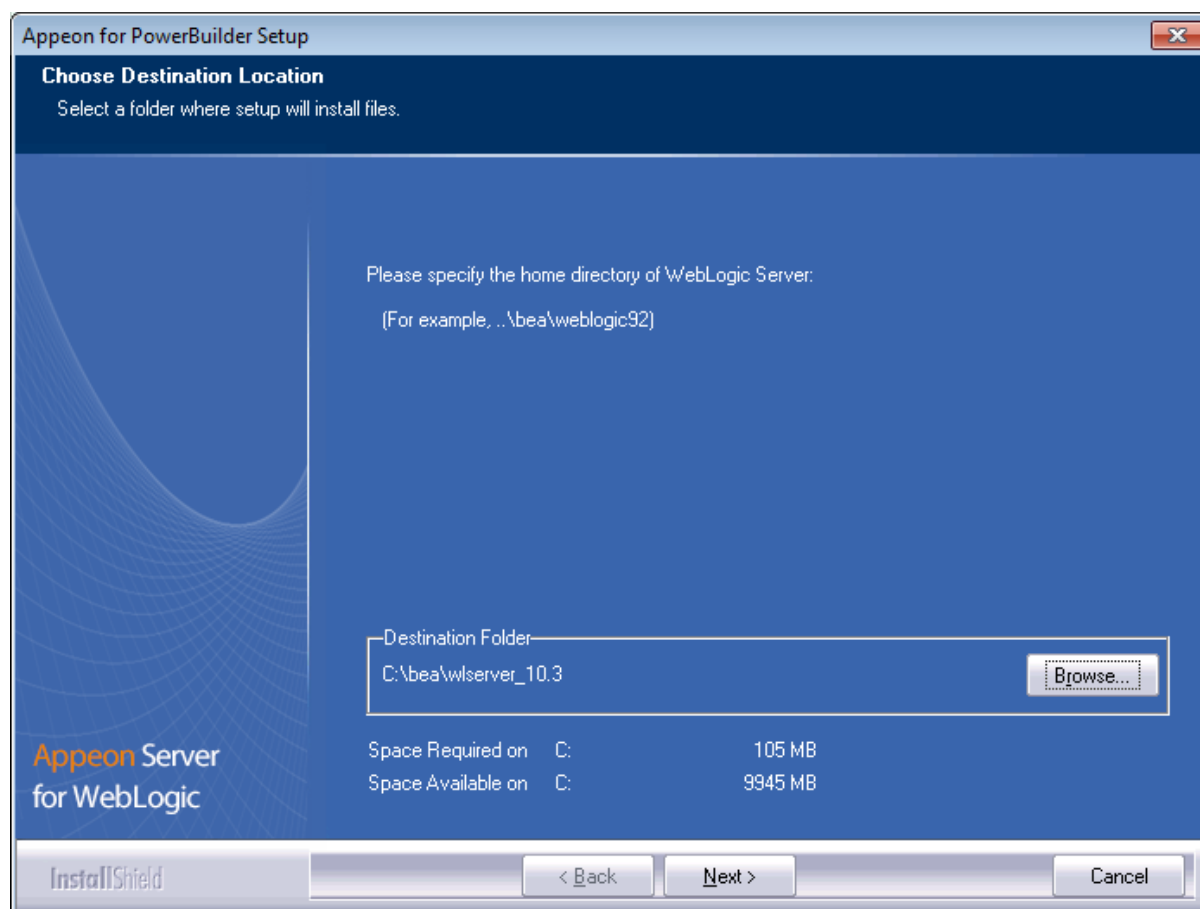 Appeon for PowerBuilder Setup
Choose Destination Location
Select a folder where setup will install files.
Please specify the home directory of WebLogic Server:
(For example, ..\bea\weblogic92)
Destination Folder
C:\bea\wlserver_10.3
Browse...
Space Required on C: 105 MB
Space Available on C: 9945 MB
Appeon Server
for WebLogic
InstallShield
< Back
Next >
Cancel